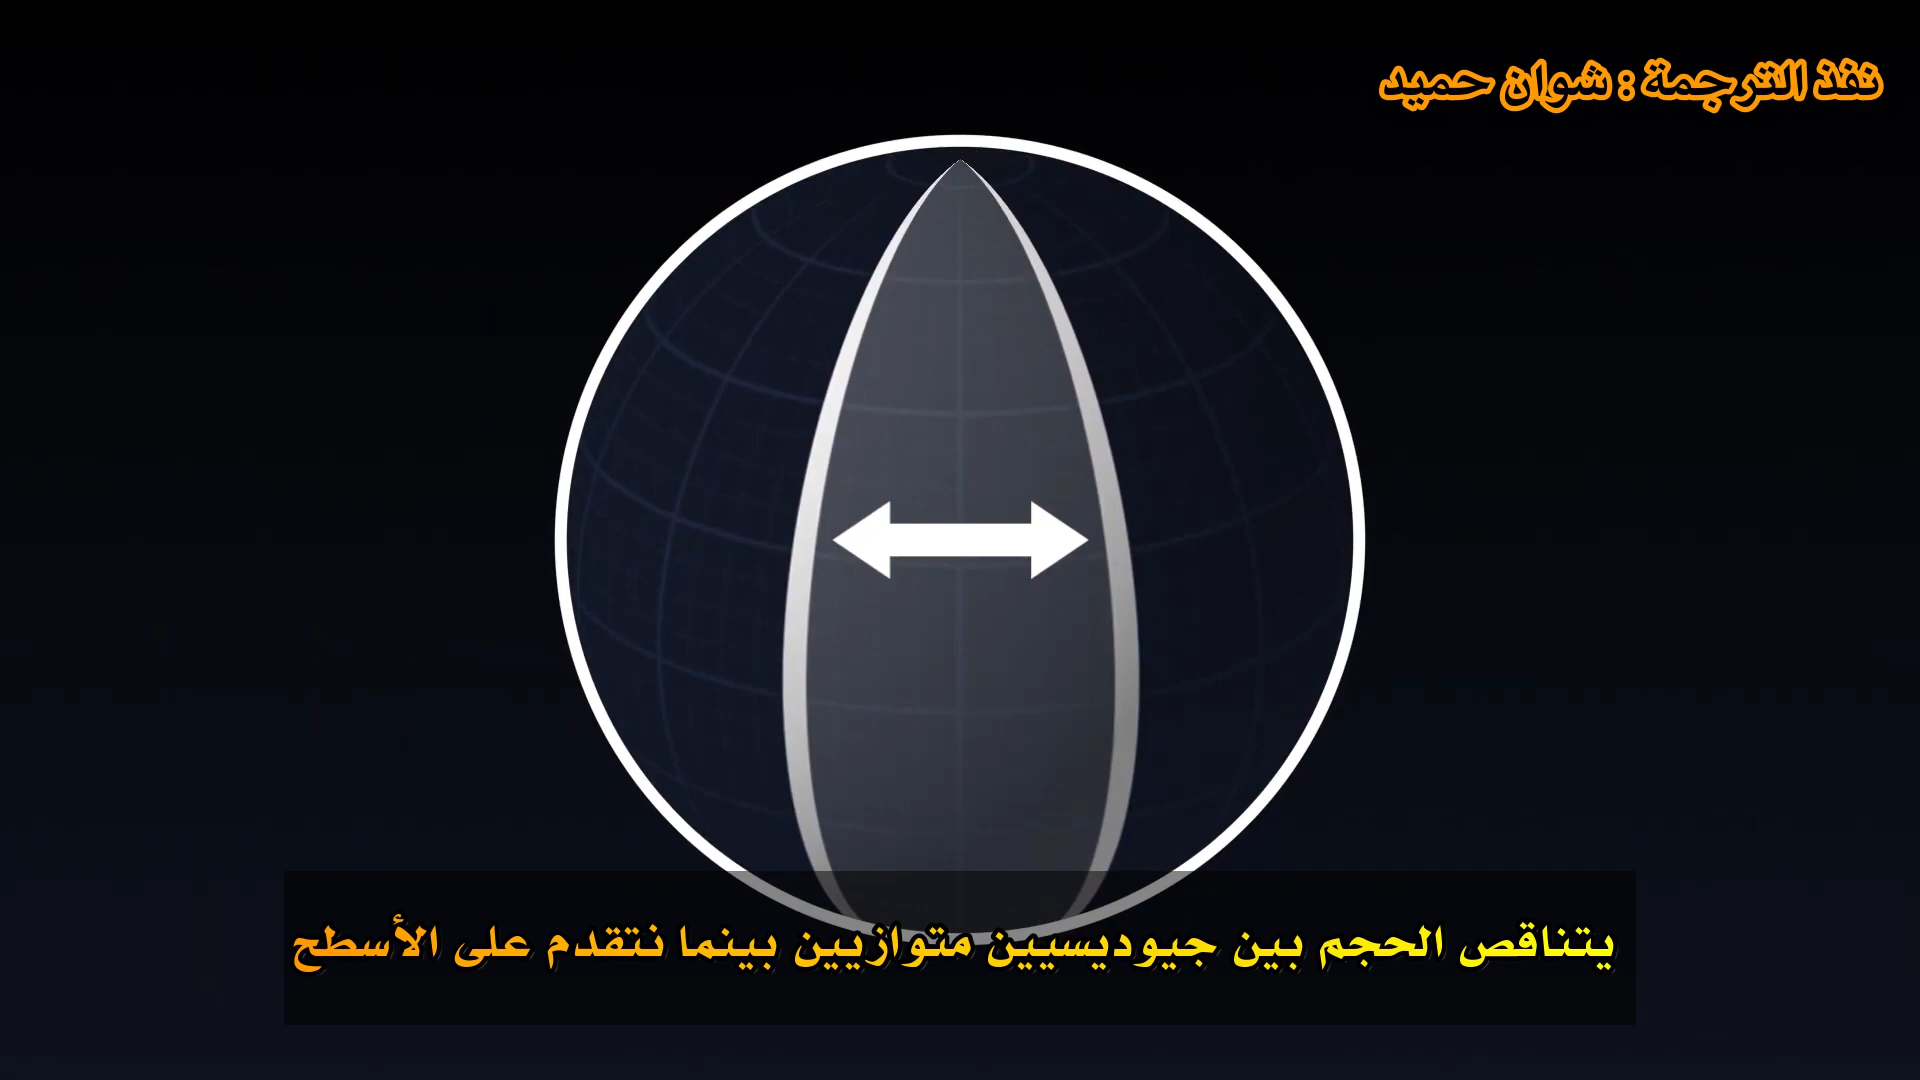 نفذ الترجمة : شوان حميد
يتناقص الحجم بين جيوديسيين متوازيين بينما نتقدم على الأسطح